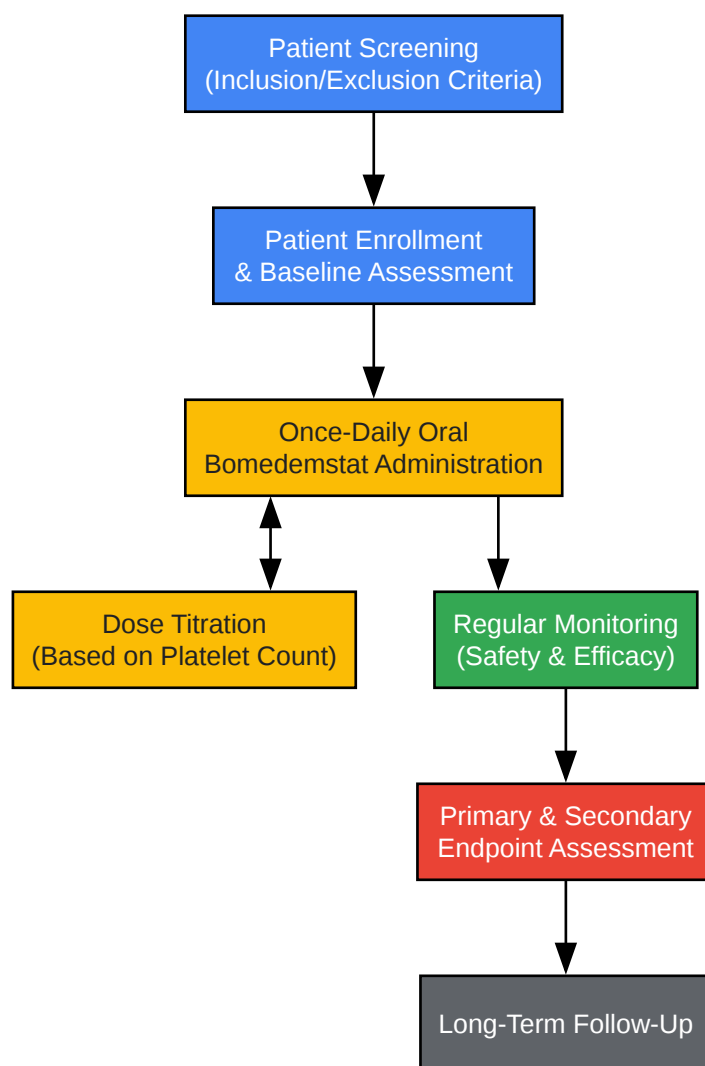 Patient Screening
(Inclusion/Exclusion Criteria)
Patient Enrollment
& Baseline Assessment
Once-Daily Oral
Bomedemstat Administration
Dose Titration
(Based on Platelet Count)
Regular Monitoring
(Safety & Efficacy)
Primary & Secondary
Endpoint Assessment
Long-Term Follow-Up